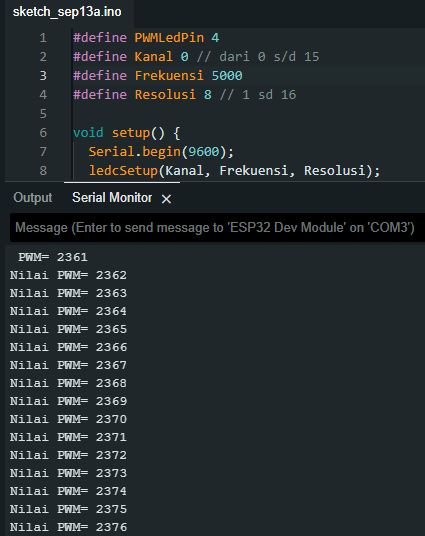 sketch_sep13a.ino
1 #define PWMLedPin 4
2 #define Kanal 0 // dari 0 s/d 15
3 #define Frekuensi 5000
4 #define Resolusi 8 // 1 sd 16
5
6 void setup() {
7 Serial.begin(9600);
8 ledcSetup(Kanal, Frekuensi, Resolusi);
Output Serial Monitor ×
Message (Enter to send message to 'ESP32 Dev Module' on 'COM3')
PWM= 2361
Nilai PWM= 2362
Nilai PWM= 2363
Nilai PWM= 2364
Nilai PWM= 2365
Nilai PWM= 2366
Nilai PWM= 2367
Nilai PWM= 2368
Nilai PWM= 2369
Nilai PWM= 2370
Nilai PWM= 2371
Nilai PWM= 2372
Nilai PWM= 2373
Nilai PWM= 2374
Nilai PWM= 2375
Nilai PWM= 2376